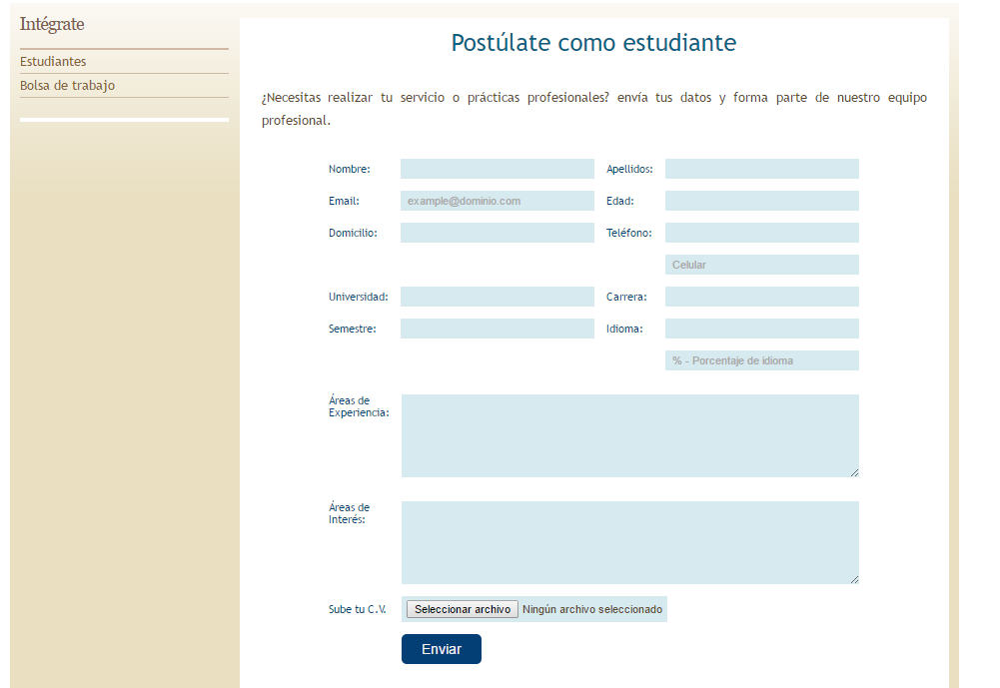 Intégrate
Estudiantes
Bolsa de trabajo
Postúlate como estudiante
¿Necesitas realizar tu servicio o prácticas profesionales? envía tus datos y forma parte de nuestro equipo
profesional.
Nombre: Apellidos:
Email: example@dominio.com Edad:
Domicilio: Teléfono:
Celular
Universidad: Carrera:
Semestre: Idioma:
% - Porcentaje de idioma
Áreas de
Experiencia:
Áreas de
Interés:
Sube tu C.V. Seleccionar archivo Ningún archivo seleccionado
Enviar